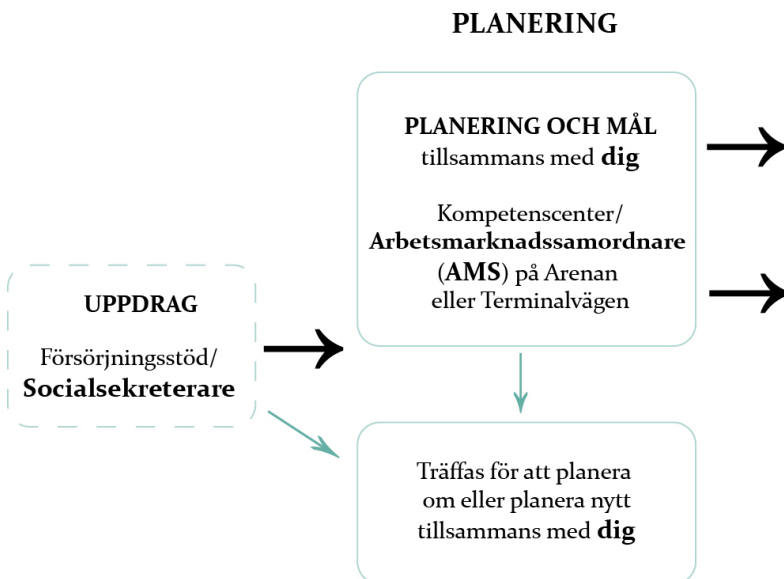 PLANERING
PLANERING OCH MÅL
tillsammans med dig
Kompetenscenter/
Arbetsmarknadssamordnare
(AMS) på Arenan
eller Terminalvägen
UPPDRAG
Försörjningsstöd/
Socialsekreterare
Träffas för att planera
om eller planera nytt
tillsammans med dig